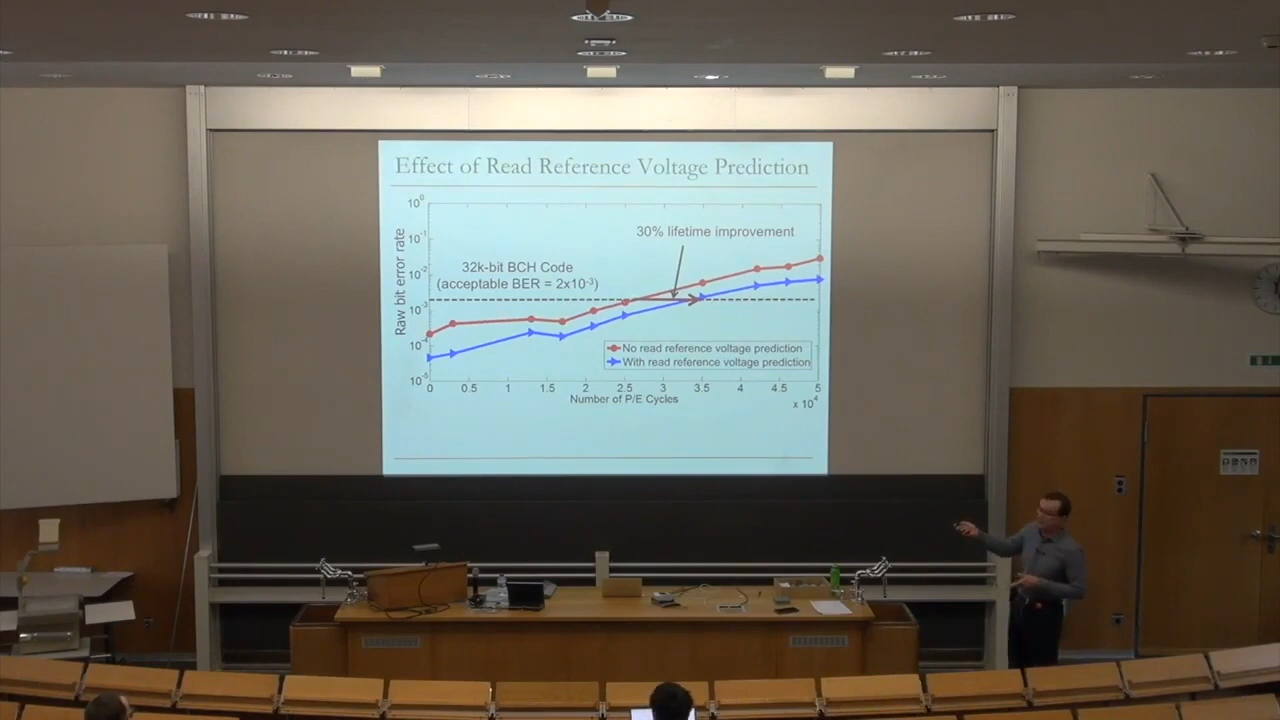 Effect of Read Reference Voltage Prediction
10^0
10^-1
10^-2
10^-3
10^-4
10^-5
Raw bit error rate
30% lifetime improvement
32k-bit BCH Code
(acceptable BER = 2x10^-3)
No read reference voltage prediction
With read reference voltage prediction
0 0.5 1 1.5 2 2.5 3 3.5 4 4.5 5
Number of P/E Cycles
x 10^4